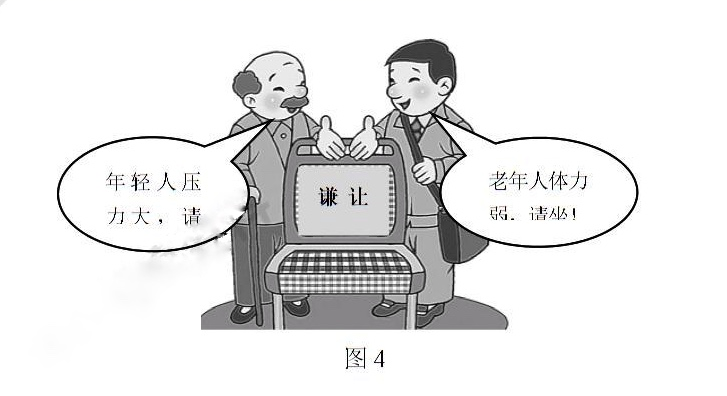 年轻人压
力大，请
谦让
老年人体力
弱，请坐！
图4